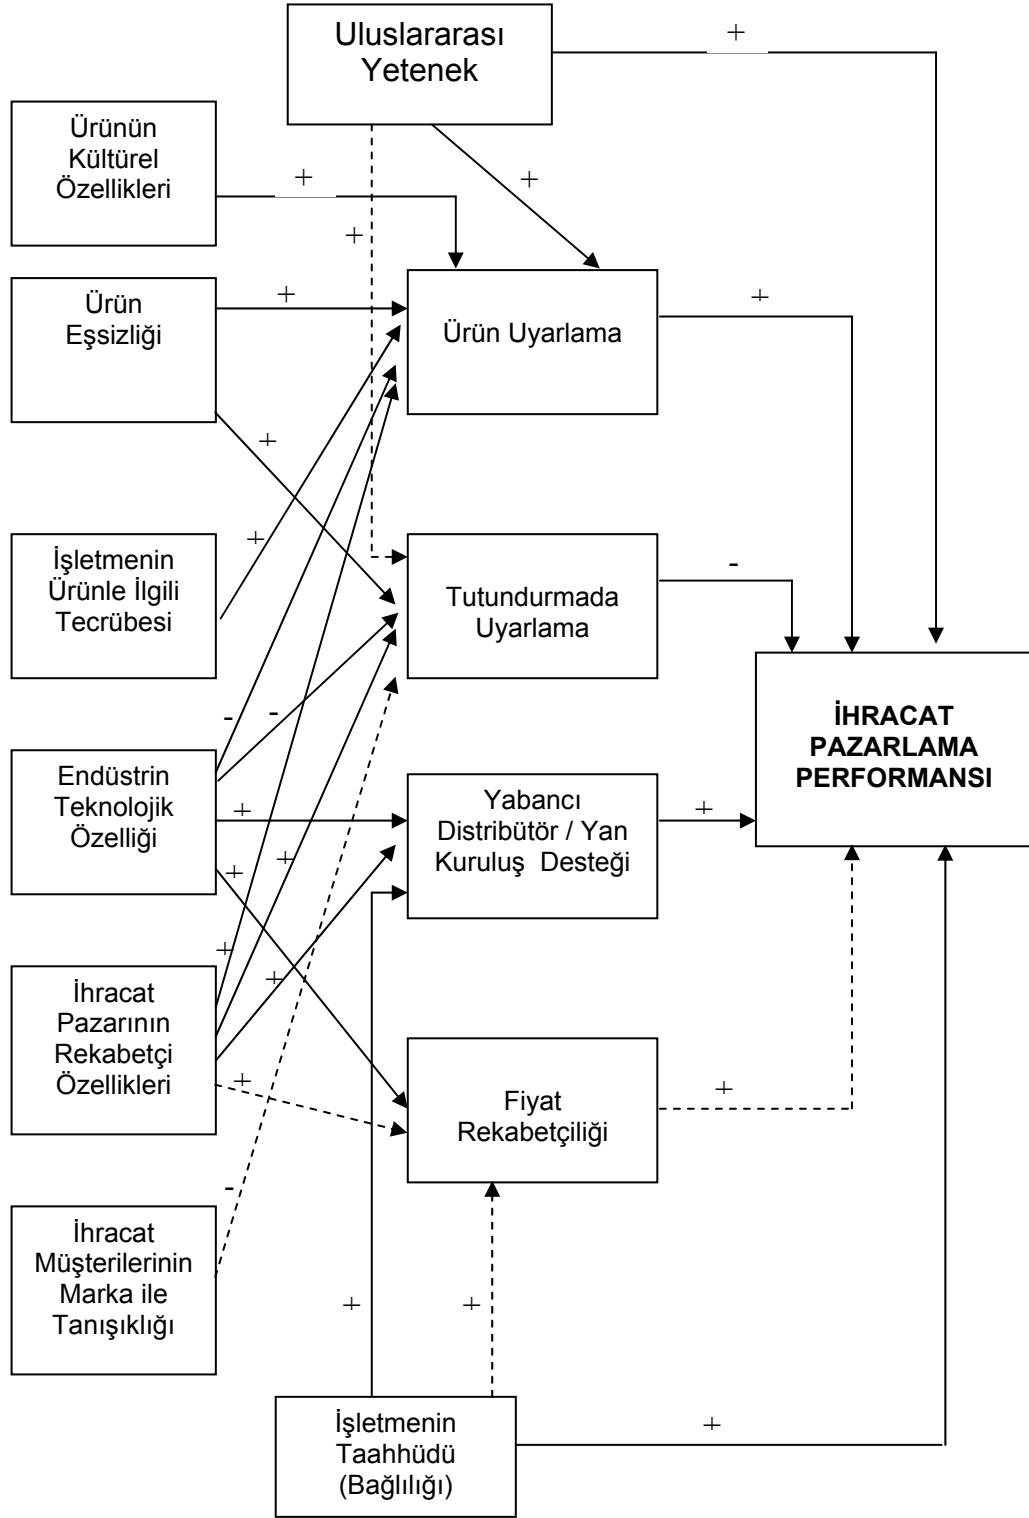 Uluslararası
Yetenek
+
Ürünün
Kültürel
Özellikleri
+
+
+
Ürün
Eşsizliği
+
Ürün Uyarlama
+
+
İşletmenin
Ürünle İlgili
Tecrübesi
+
Tutundurmada
Uyarlama
-
İHRACAT
PAZARLAMA
PERFORMANSI
-
-
Endüstrin
Teknolojik
Özelliği
+
+
+
Yabancı
Distribütör / Yan
Kuruluş Desteği
+
İhracat
Pazarının
Rekabetçi
Özellikleri
+
+
+
Fiyat
Rekabetçiliği
+
-
İhracat
Müşterilerinin
Marka ile
Tanışıklığı
+
+
İşletmenin
Taahhüdü
(Bağlılığı)
+